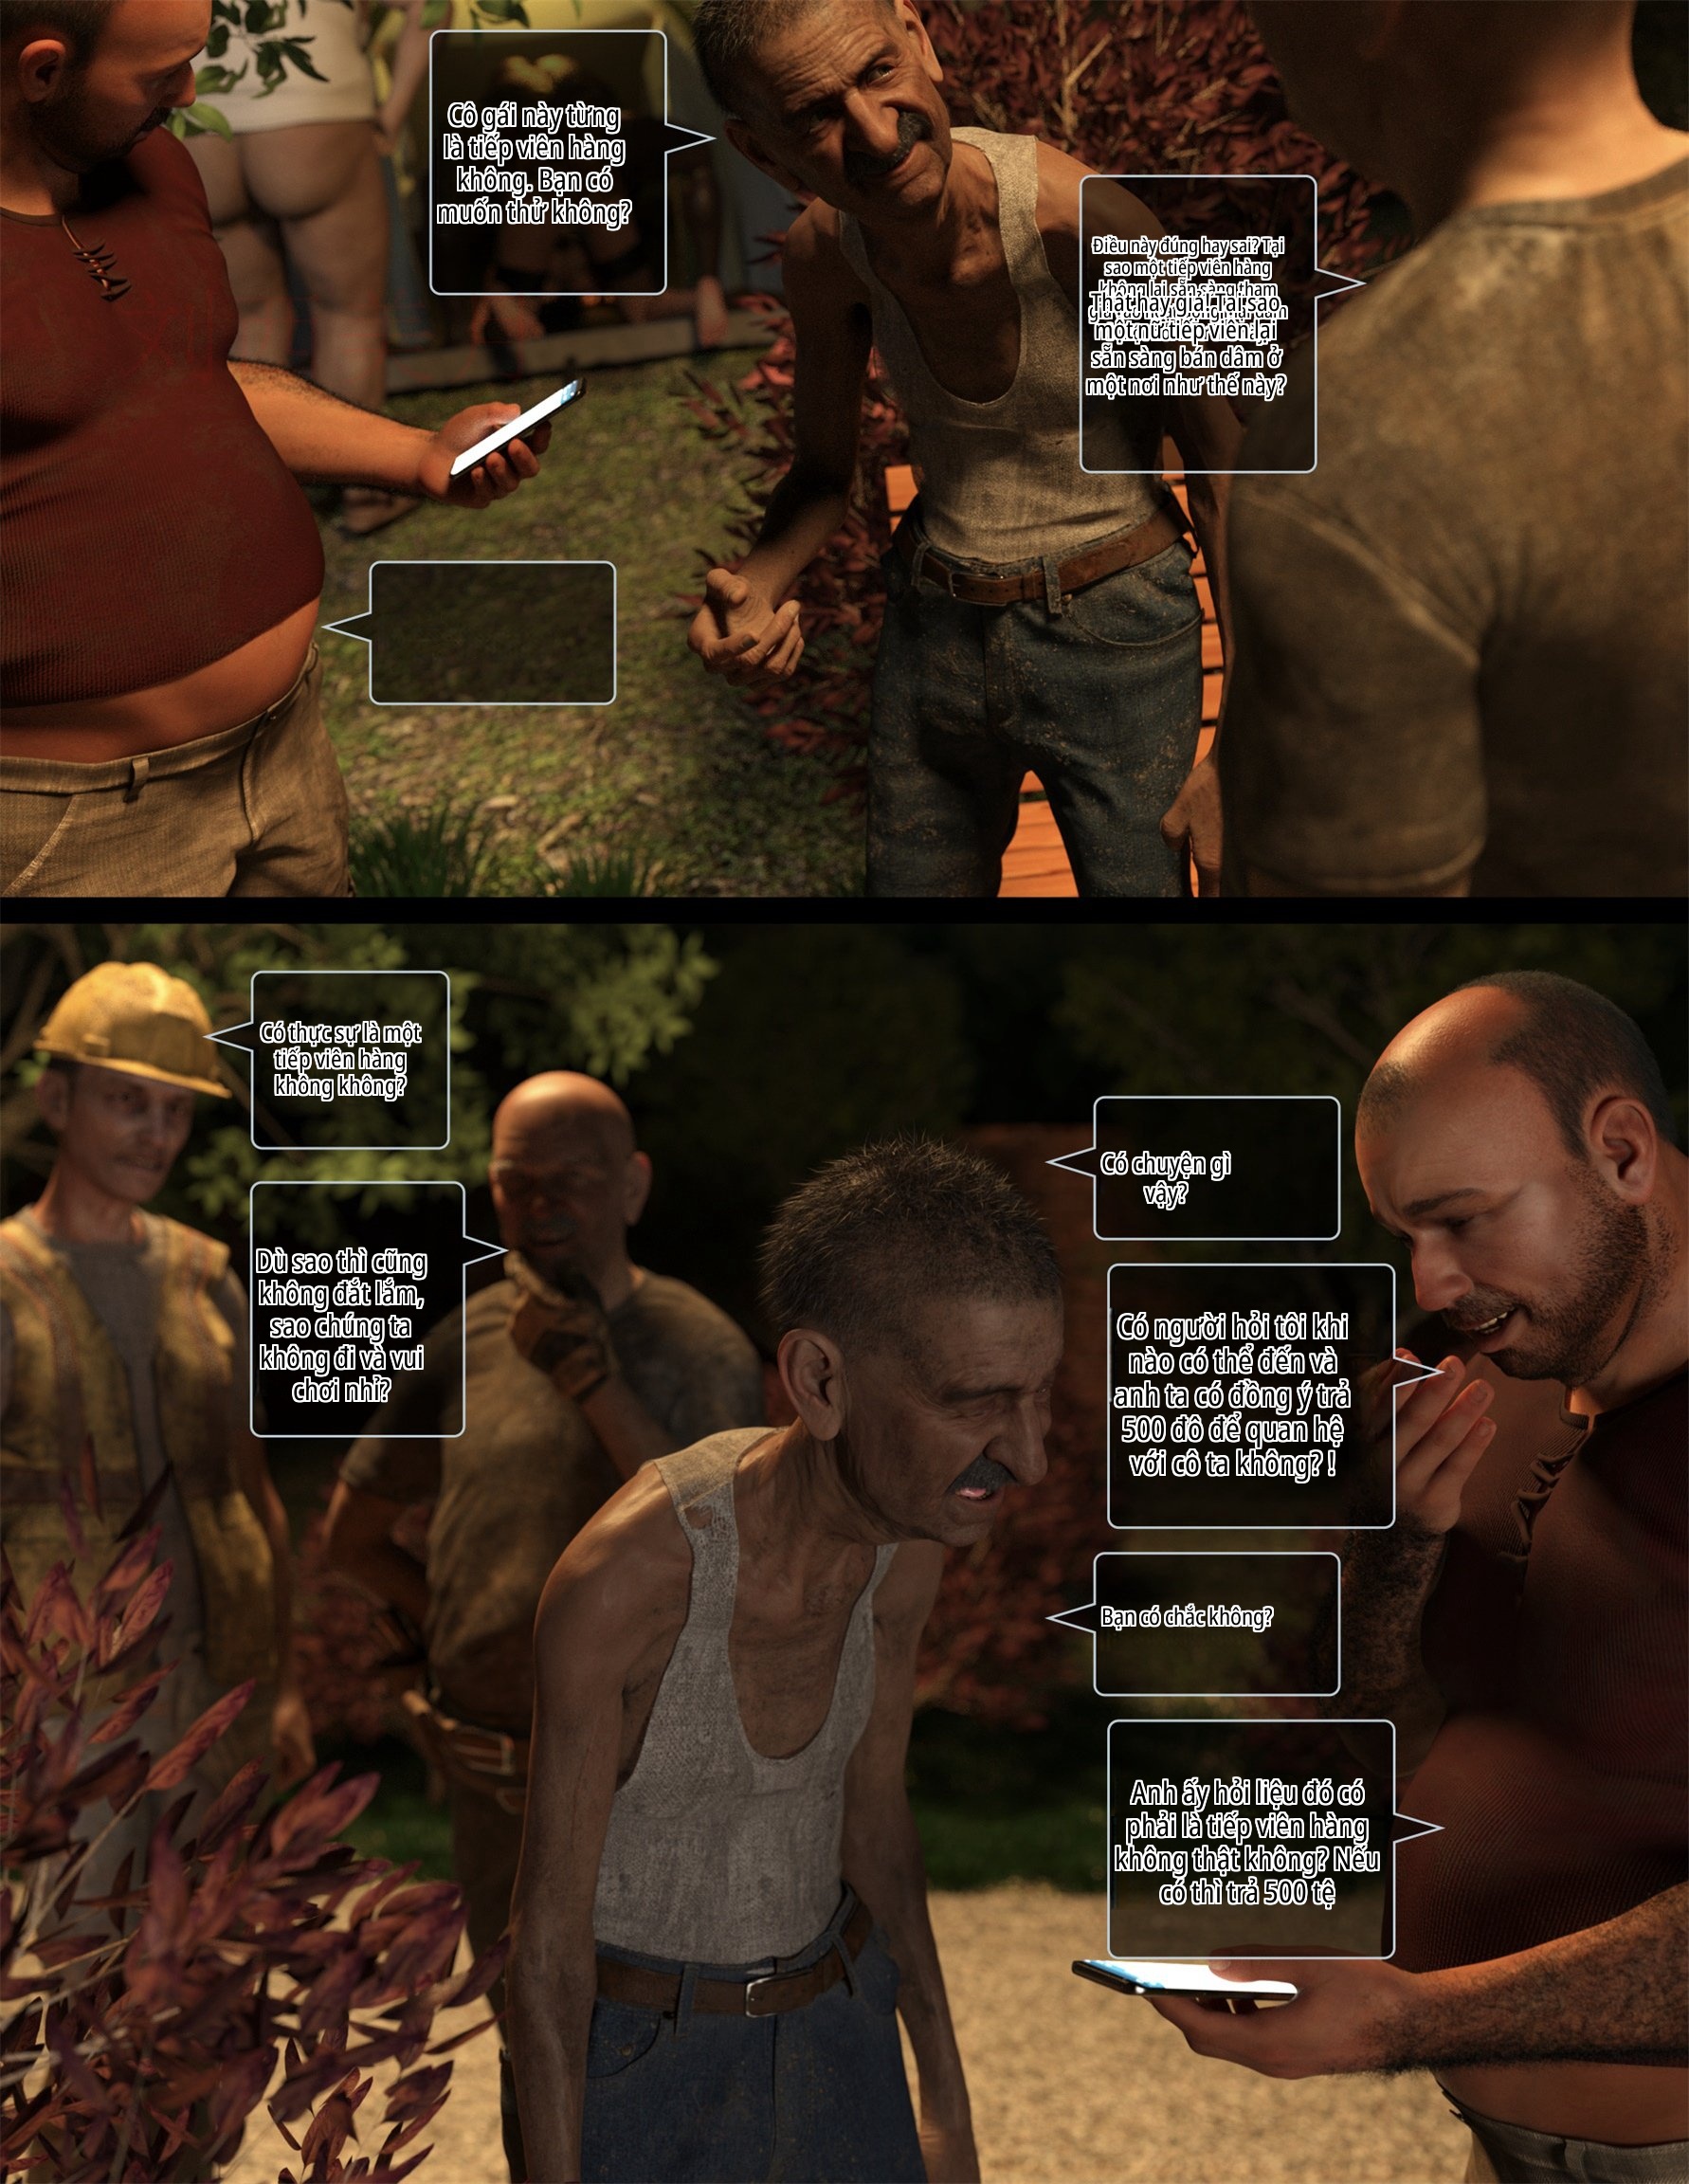 Cô gái này từng
là tiếp viên hàng
không. Bạn có
muốn thử không?
Điều này đúng hay sai? Tại
sao một tiếp viên hàng
không lại sẵn sàng tham
Thật hay giả! Tại sao
một nữ tiếp viên lại
sẵn sàng bán dâm ở
một nơi như thế này?
Có thực sự là một
tiếp viên hàng
không không?
Dù sao thì cũng
không đắt lắm,
sao chúng ta
không đi và vui
chơi nhỉ?
Có chuyện gì
vậy?
Có người hỏi tôi khi
nào có thể đến và
anh ta có đồng ý trả
500 đô để quan hệ
với cô ta không? !
Bạn có chắc không?
Anh ấy hỏi liệu đó có
phải là tiếp viên hàng
không thật không? Nếu
có thì trả 500 tệ